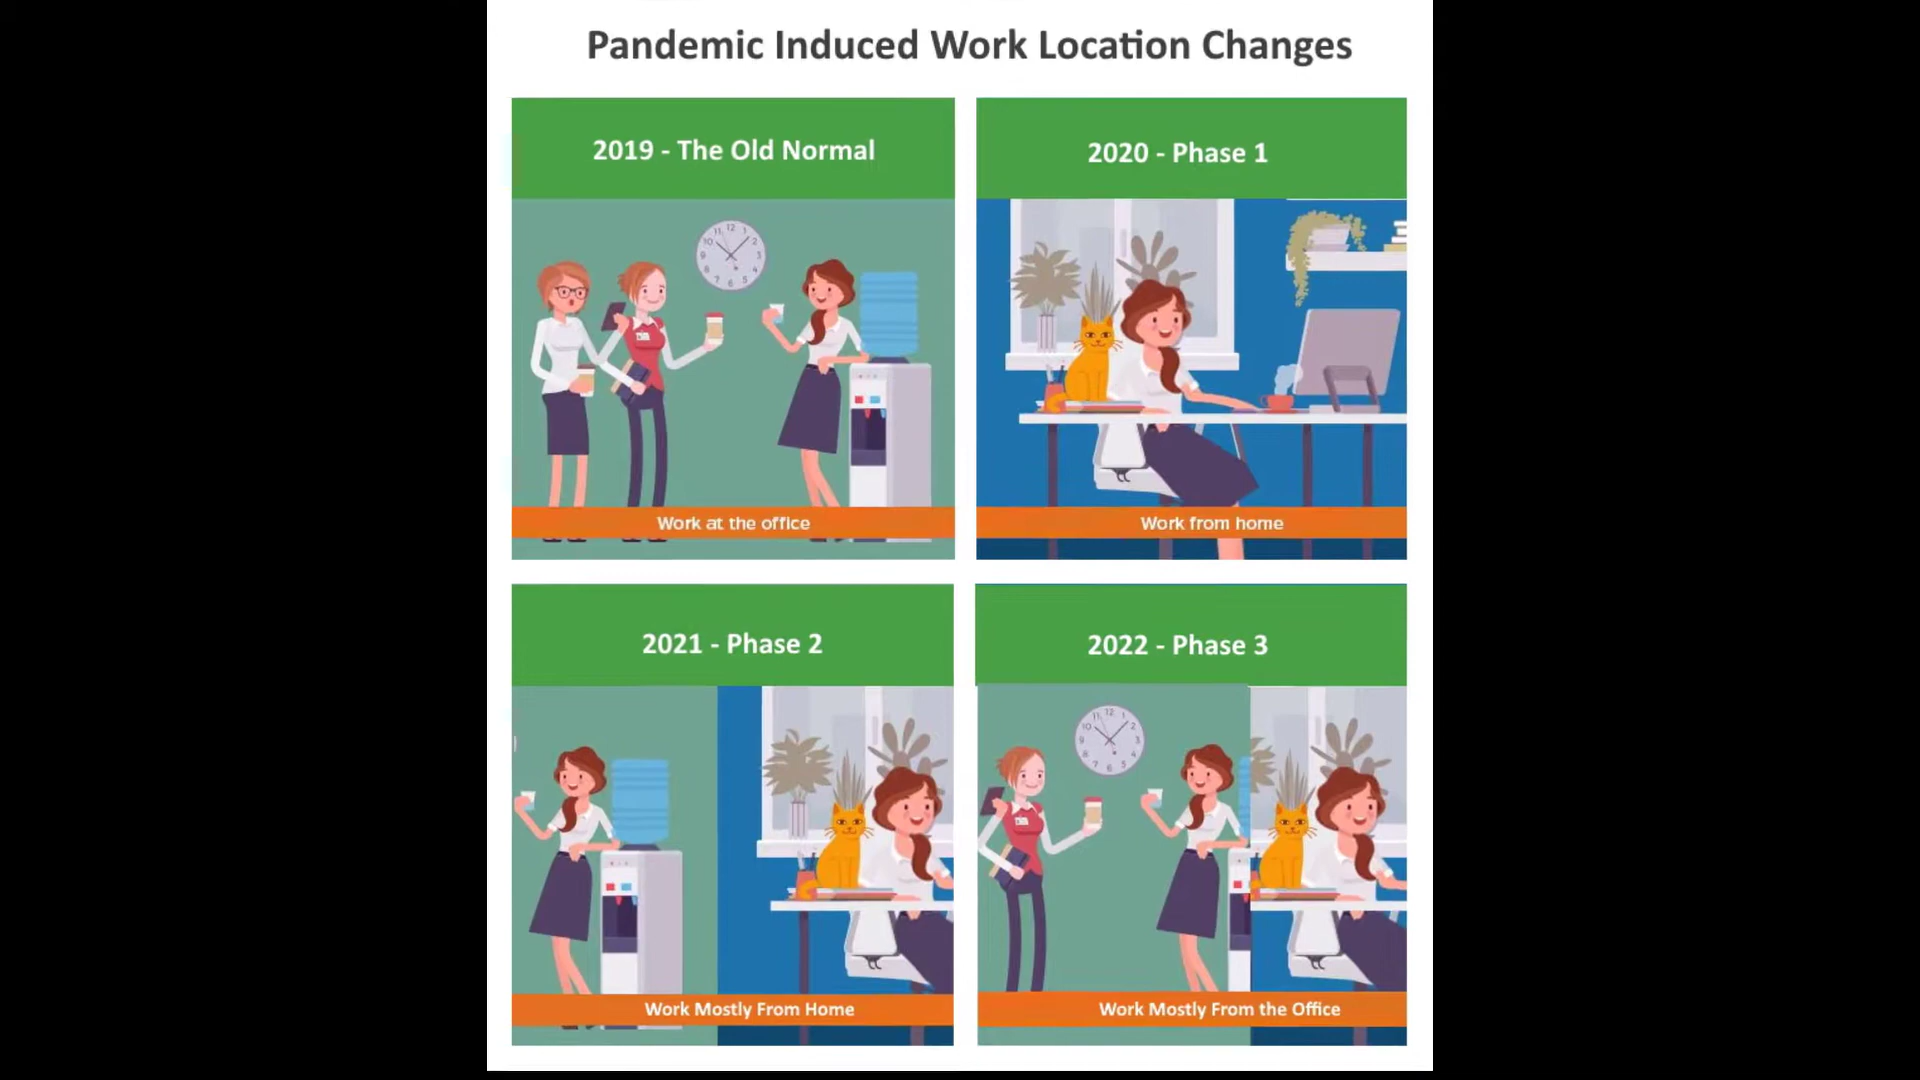 Pandemic Induced Work Location Changes
2019 - The Old Normal
2020 - Phase 1
Work at the office
Work from home
2021 - Phase 2
2022 - Phase 3
Work Mostly From Home
Work Mostly From the Office